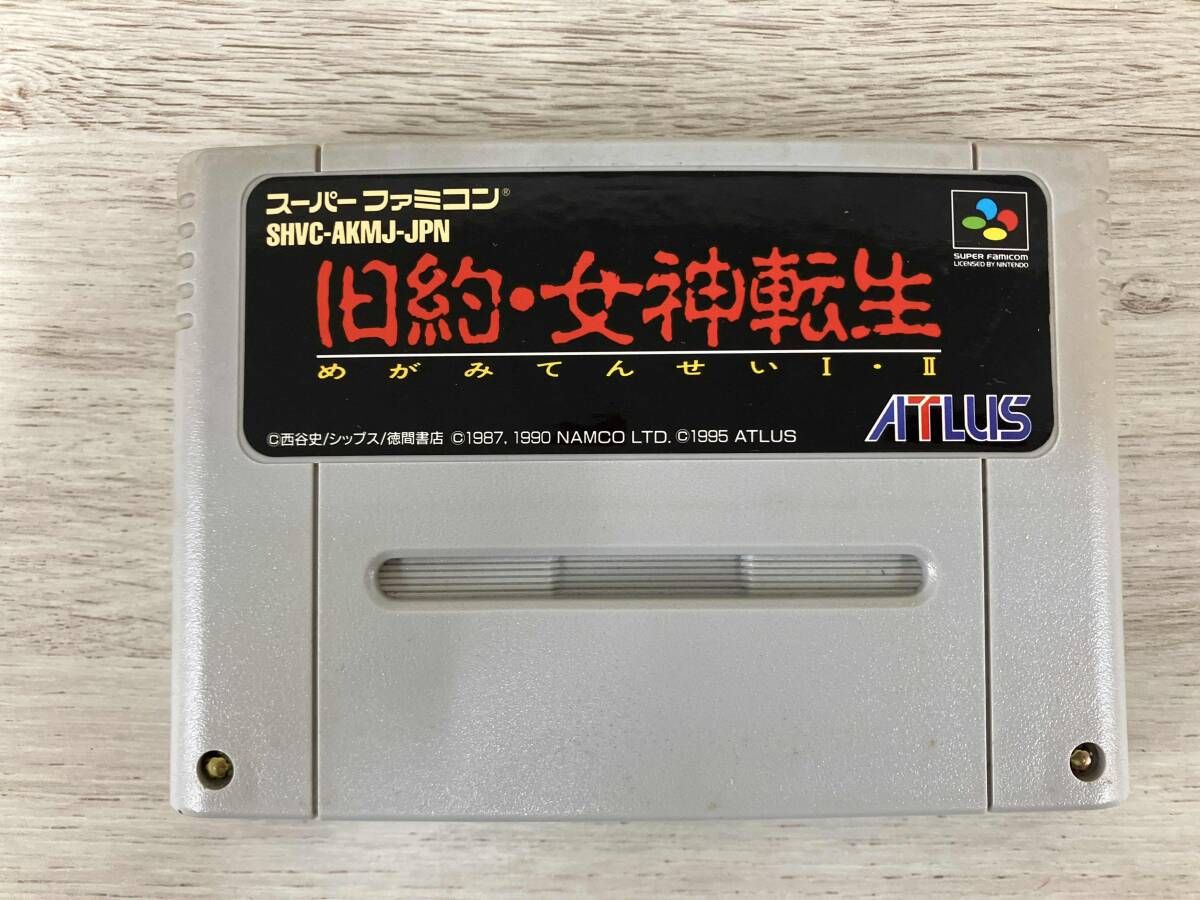 スーパーファミコン®
SHVC-AKMJ-JPN
SUPER FAMICOM
LICENSED BY NINTENDO
旧約・女神転生
めがみてんせいI・II
ATLUS
©西谷史/シップス/徳間書店 ©1987, 1990 NAMCO LTD. ©1995 ATLUS